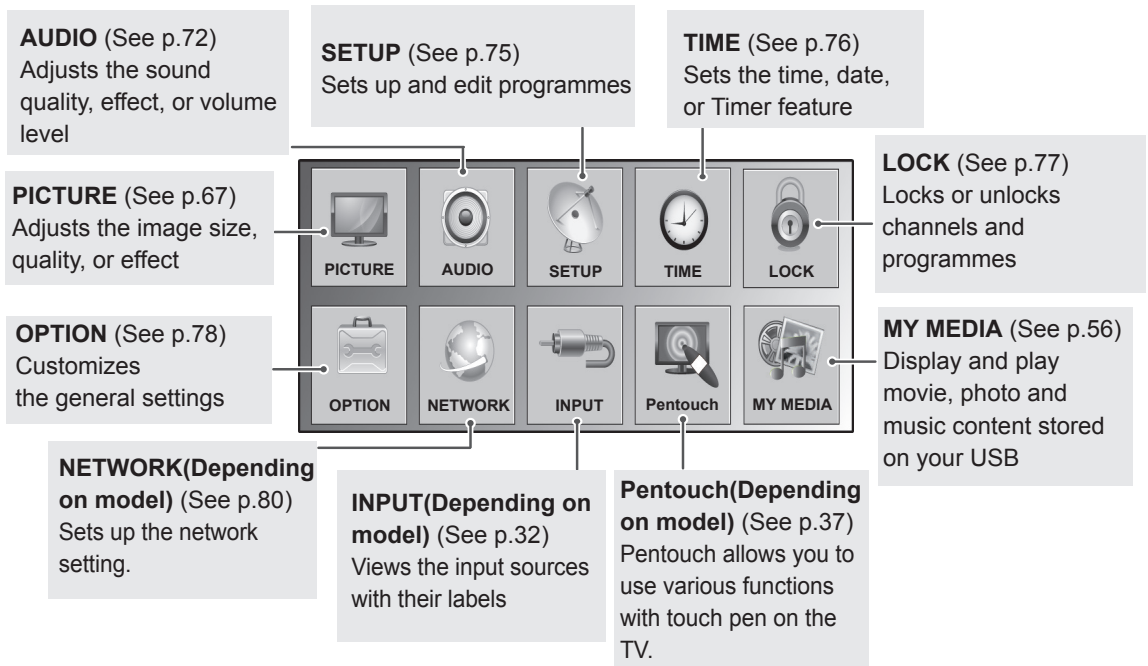 AUDIO (See p.72)
Adjusts the sound
quality, effect, or volume
level
SETUP (See p.75)
Sets up and edit programmes
TIME (See p.76)
Sets the time, date,
or Timer feature
LOCK (See p.77)
Locks or unlocks
channels and
programmes
PICTURE (See p.67)
Adjusts the image size,
quality, or effect
PICTURE
AUDIO
SETUP
TIME
LOCK
OPTION (See p.78)
Customizes
the general settings
OPTION
NETWORK
INPUT
Pentouch
MY MEDIA
MY MEDIA (See p.56)
Display and play
movie, photo and
music content stored
on your USB
NETWORK(Depending
on model) (See p.80)
Sets up the network
setting.
INPUT(Depending on
model) (See p.32)
Views the input sources
with their labels
Pentouch(Depending
on model) (See p.37)
Pentouch allows you to
use various functions
with touch pen on the
TV.